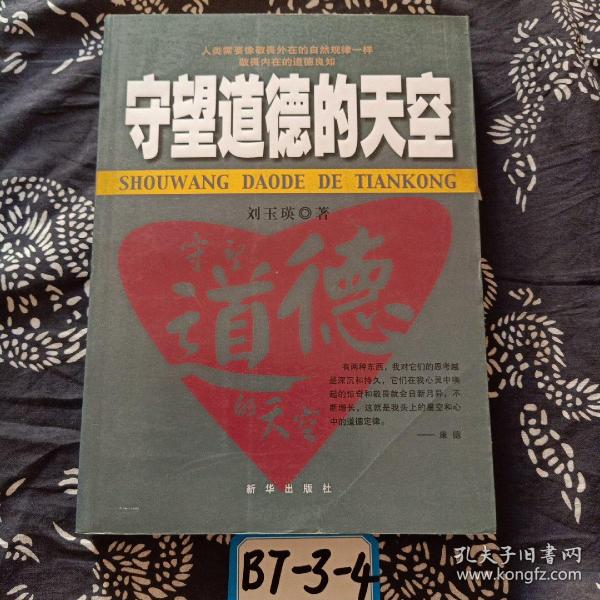 人类需要像敬畏外在的自然规律一样
敬畏内在的道德良知
守望道德的天空
SHOUWANG DAODE DE TIANKONG
刘玉瑛◎著
守望
道德
的天空
有两种东西，我对它们的思考越
是深沉和持久，它们在我心灵中唤
起的惊奇和敬畏就会日新月异，不
断增长，这就是我头上的星空和心
中的道德定律。
——康德
新华出版社
BT-3-4
孔夫子旧书网
www.kongfz.com